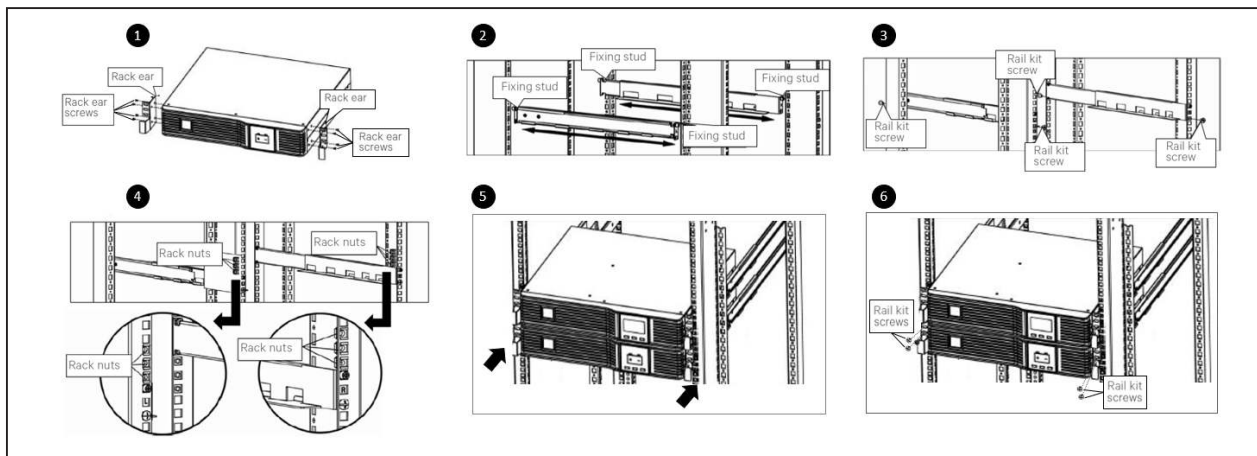 1
Rack ear
Rack ear
screws
Rack ear
Rack ear
screws
2
Fixing stud
Fixing stud
Fixing stud
Fixing stud
3
Rail kit
screw
Rail kit
screw
Rail kit
screw
Rail kit
screw
4
Rack nuts
Rack nuts
Rack nuts
Rack nuts
5
6
Rail kit
screws
Rail kit
screws